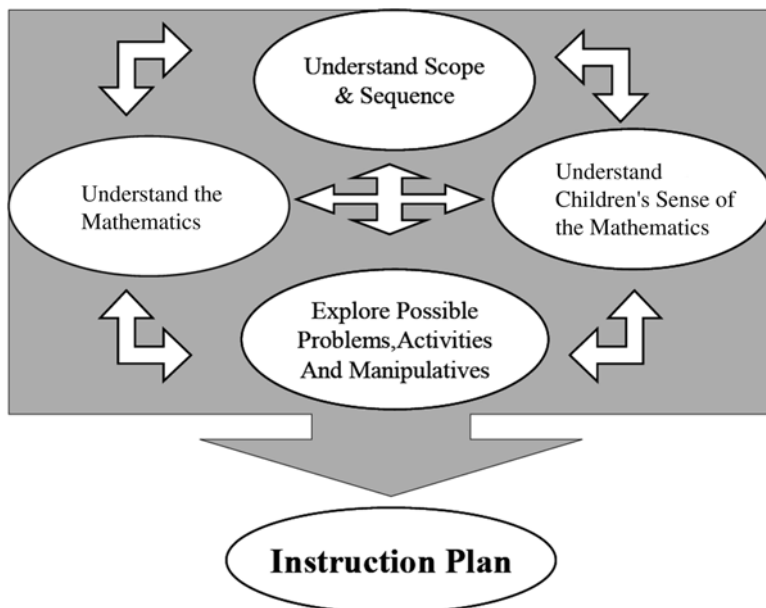 Understand Scope
& Sequence
Understand the
Mathematics
Understand
Children's Sense of
the Mathematics
Explore Possible
Problems,Activities
And Manipulatives
Instruction Plan